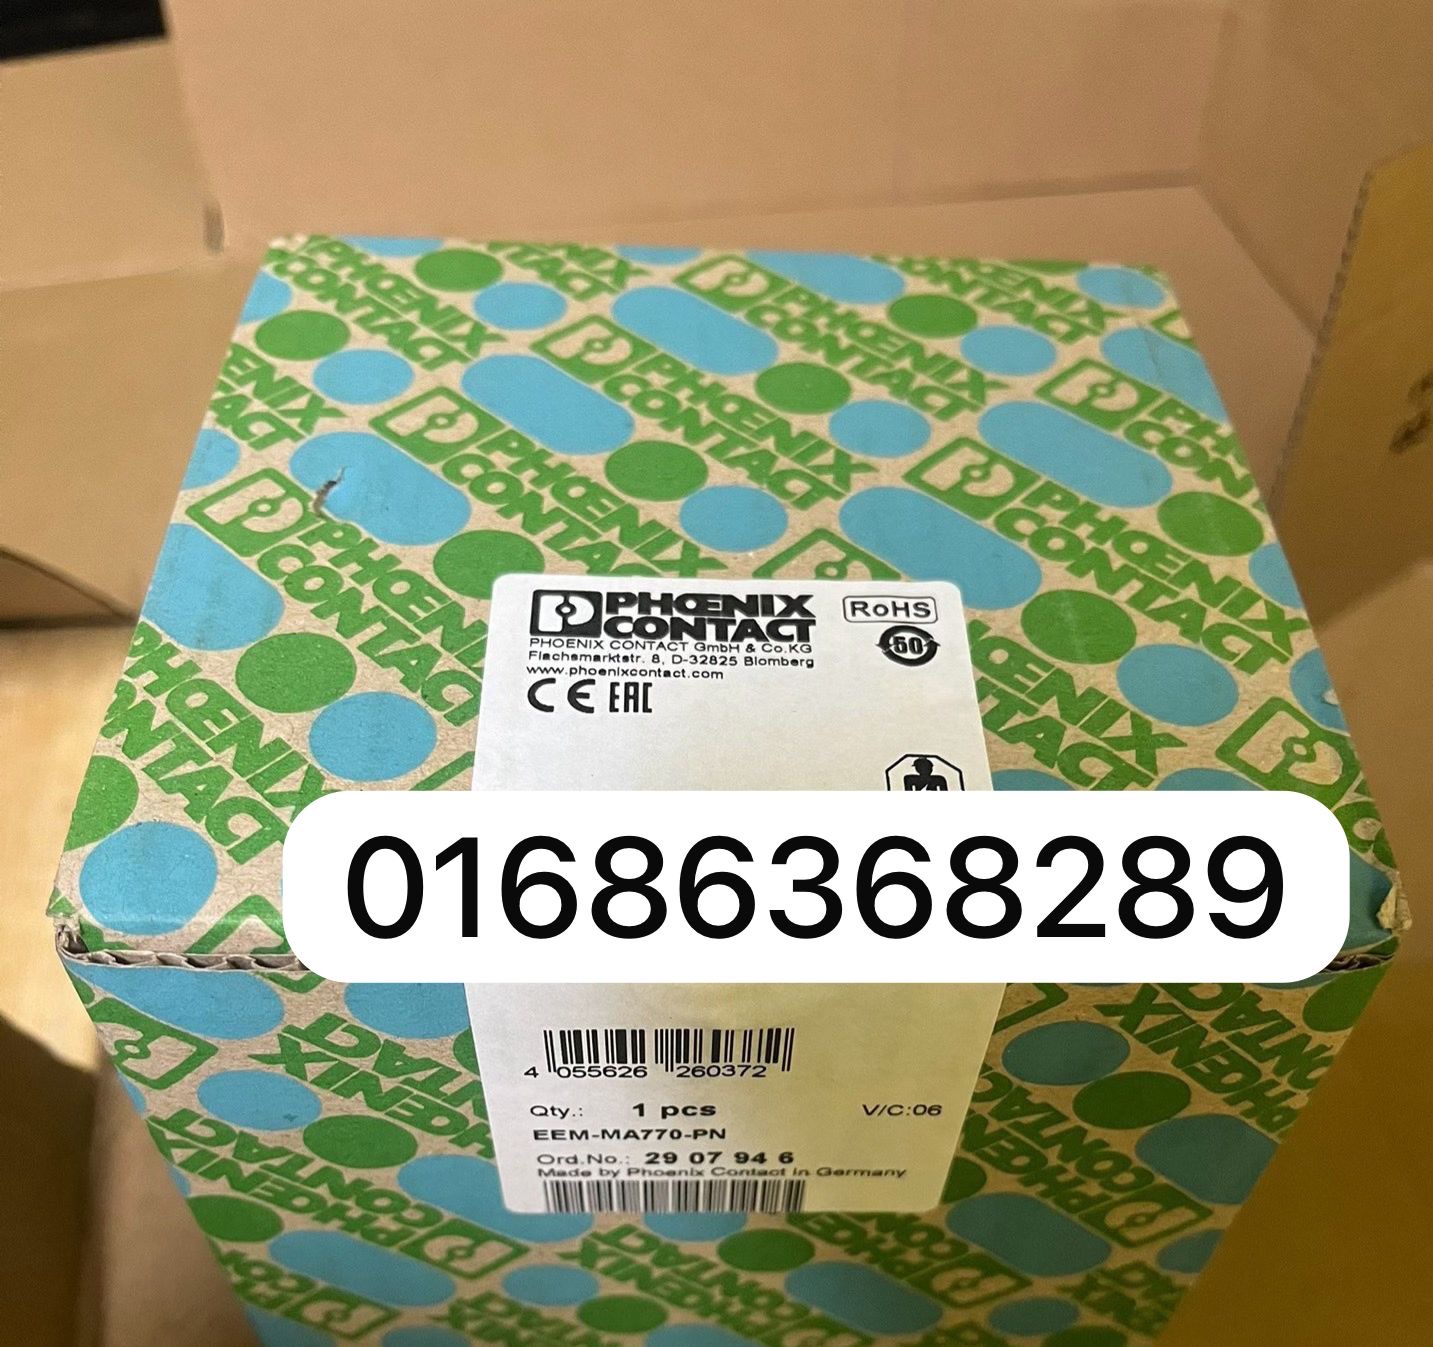 PHŒNIX
CONTACT
RoHS
50
PHOENIX CONTACT GmbH & Co.KG
Flachsmarktstr. 8, D-32825 Blomberg
www.phoenixcontact.com
CE EAC
01686368289
4 055626 260372
Qty.: 1 pcs V/C:06
EEM-MA770-PN
Ord.No.: 29 07 94 6
Made by Phoenix Contact in Germany